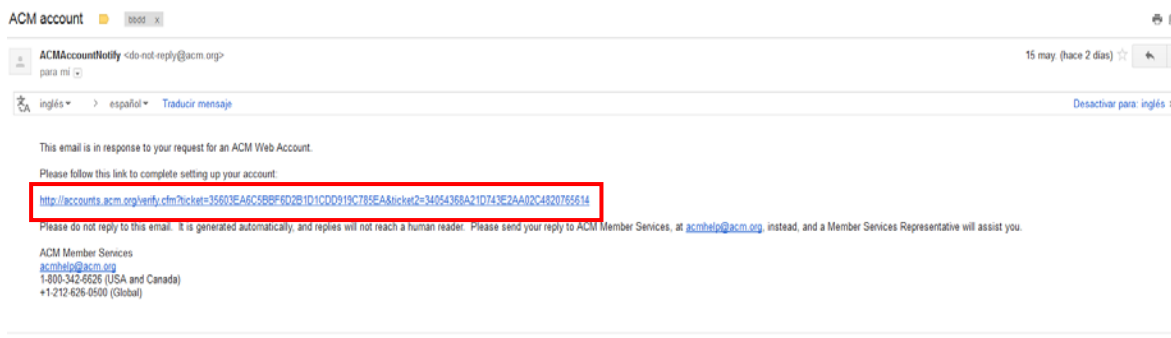 ACM account bbdd x
ACMAccountNotify <do-not-reply@acm.org> 15 may. (hace 2 días)
para mí
inglés > español Traducir mensaje Desactivar para: inglés
This email is in response to your request for an ACM Web Account.
Please follow this link to complete setting up your account:
http://accounts.acm.org/verify.cfm?ticket=35603EA6C5BBF6D2B1D1CDD919C785EA&ticket2=34054368A21D743E2AA02C4820765614
Please do not reply to this email. It is generated automatically, and replies will not reach a human reader. Please send your reply to ACM Member Services, at acmhelp@acm.org, instead, and a Member Services Representative will assist you.
ACM Member Services
acmhelp@acm.org
1-800-342-6626 (USA and Canada)
+1-212-626-0500 (Global)